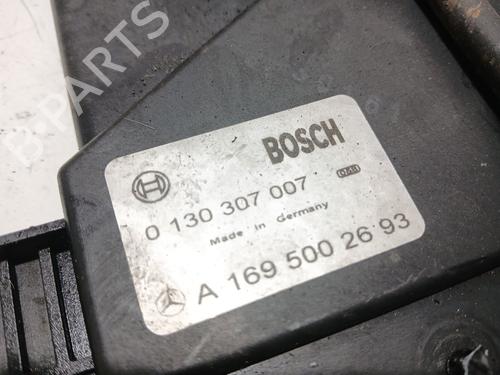 B-PARTS
BOSCH
0 130 307 007
Made in Germany
A 169 500 26 93